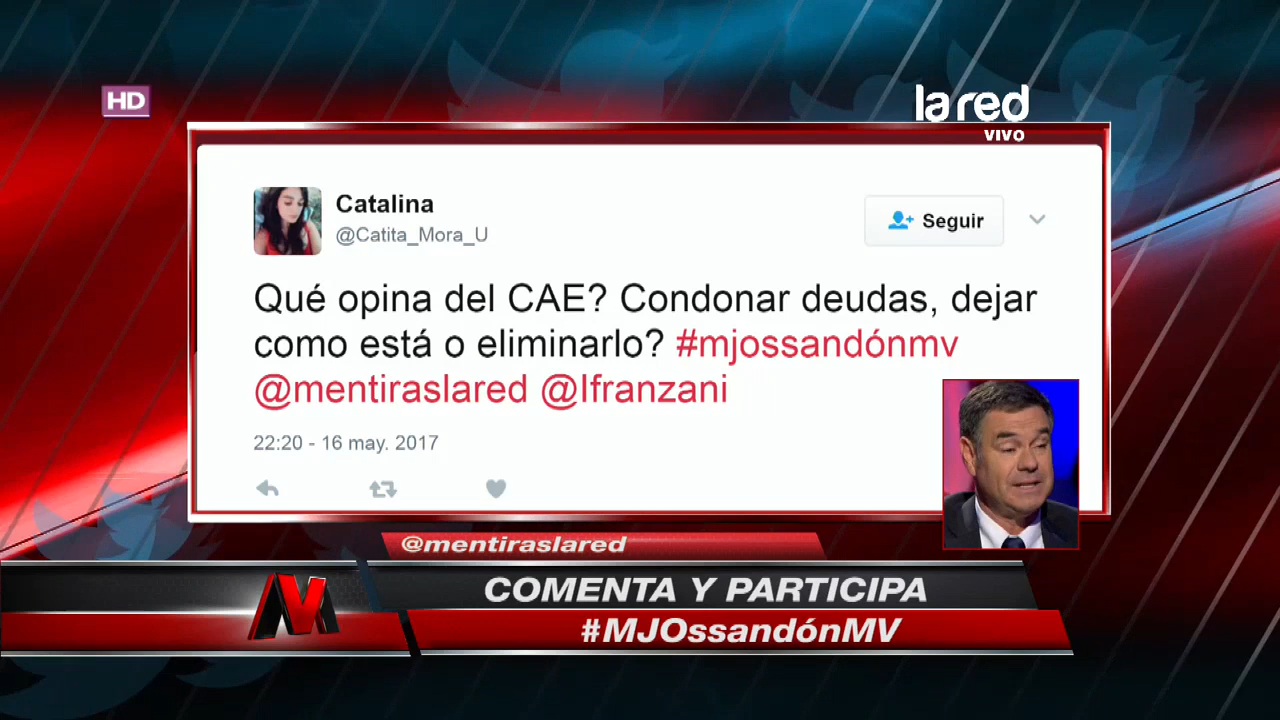 HD
la red
VIVO
Catalina
@Catita_Mora_U
Seguir
Qué opina del CAE? Condonar deudas, dejar
como está o eliminarlo? #mjossandónmv
@mentiraslared @lfranzani
22:20 - 16 may. 2017
@mentiraslared
COMENTA Y PARTICIPA
#MJOssandónMV